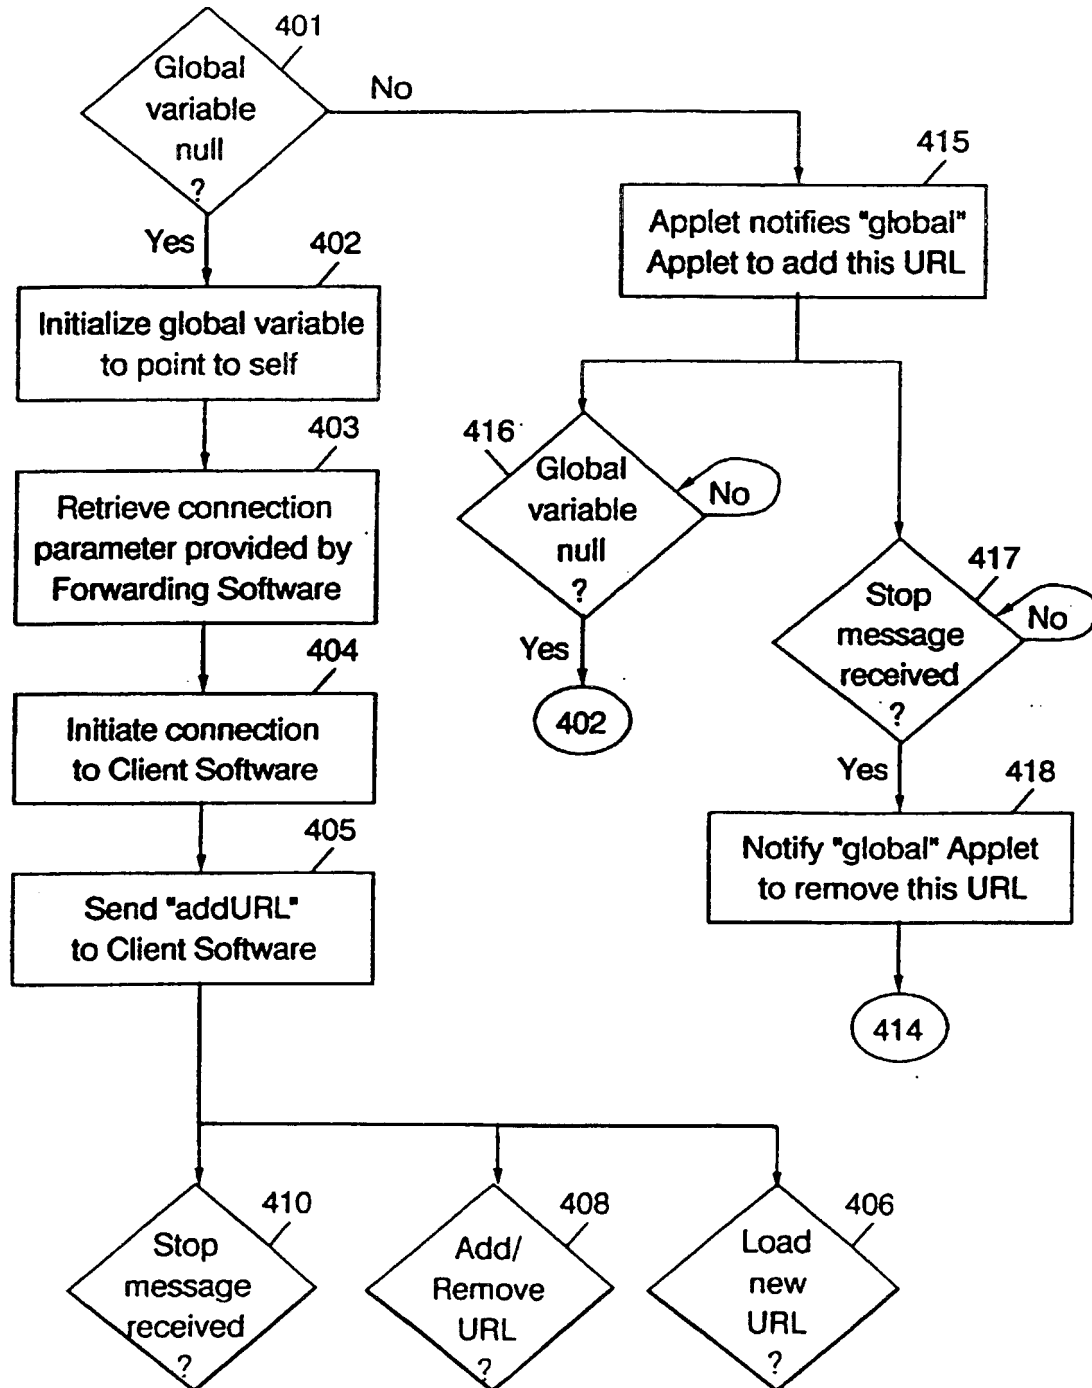 401
Global
variable
null
?
No
Yes
402
Initialize global variable
to point to self
403
Retrieve connection
parameter provided by
Forwarding Software
404
Initiate connection
to Client Software
405
Send "addURL"
to Client Software
415
Applet notifies "global"
Applet to add this URL
416
Global
variable
null
?
No
Yes
402
417
Stop
message
received
?
No
Yes
418
Notify "global" Applet
to remove this URL
414
410
Stop
message
received
?
408
Add/
Remove
URL
?
406
Load
new
URL
?